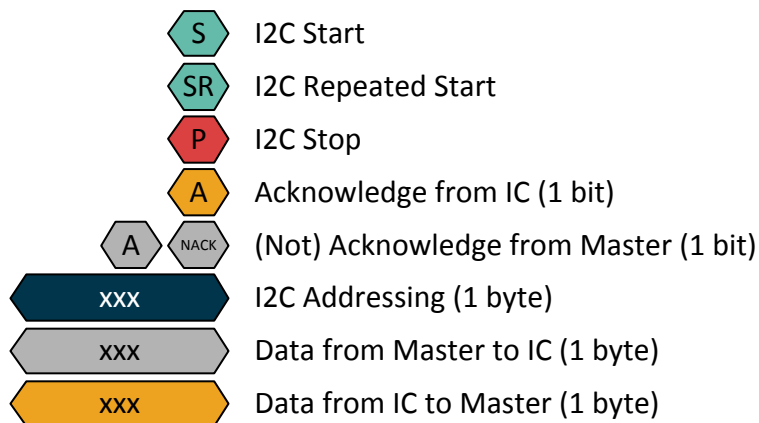 S I2C Start
SR I2C Repeated Start
P I2C Stop
A Acknowledge from IC (1 bit)
A NACK (Not) Acknowledge from Master (1 bit)
xxx I2C Addressing (1 byte)
xxx Data from Master to IC (1 byte)
xxx Data from IC to Master (1 byte)